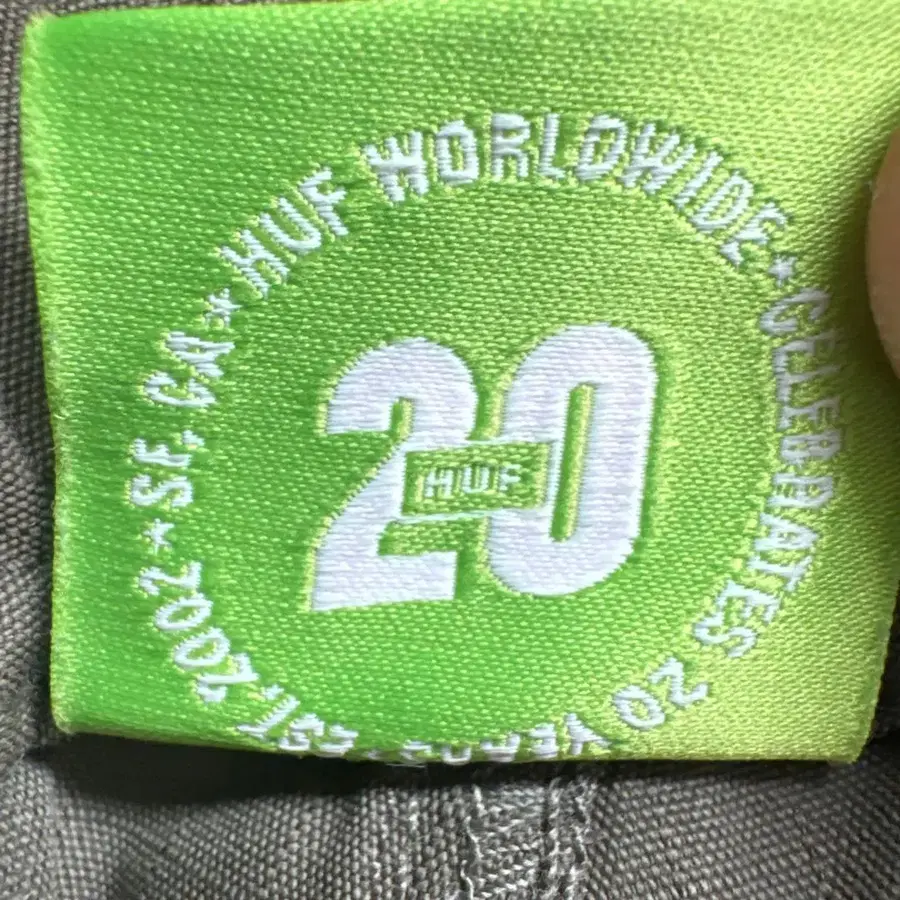 HUF WORLDWIDE * CELEBRATES 20 YEARS * EST. 2002 * SF, CA *
20
HUF